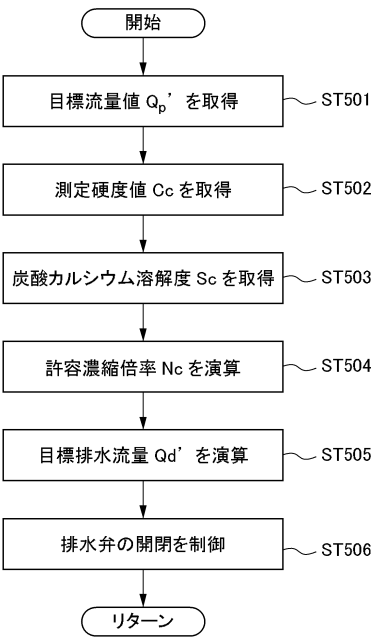 開始
目標流量値 Qp’ を取得
ST501
測定硬度値 Cc を取得
ST502
炭酸カルシウム溶解度 Sc を取得
ST503
許容濃縮倍率 Nc を演算
ST504
目標排水流量 Qd’ を演算
ST505
排水弁の開閉を制御
ST506
リターン